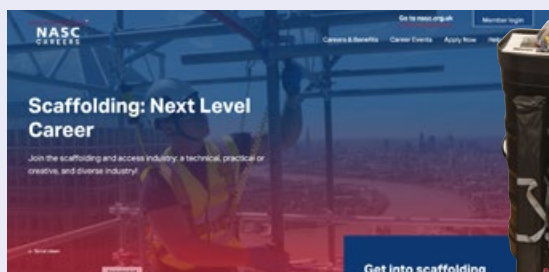 Go to nasc.org.uk
Member login
NASC
CAREERS
Careers & Benefits
Career Events
Apply Now
Scaffolding: Next Level
Career
Join the scaffolding and access industry: a technical, practical or
creative, and diverse industry!
Get into scaffolding